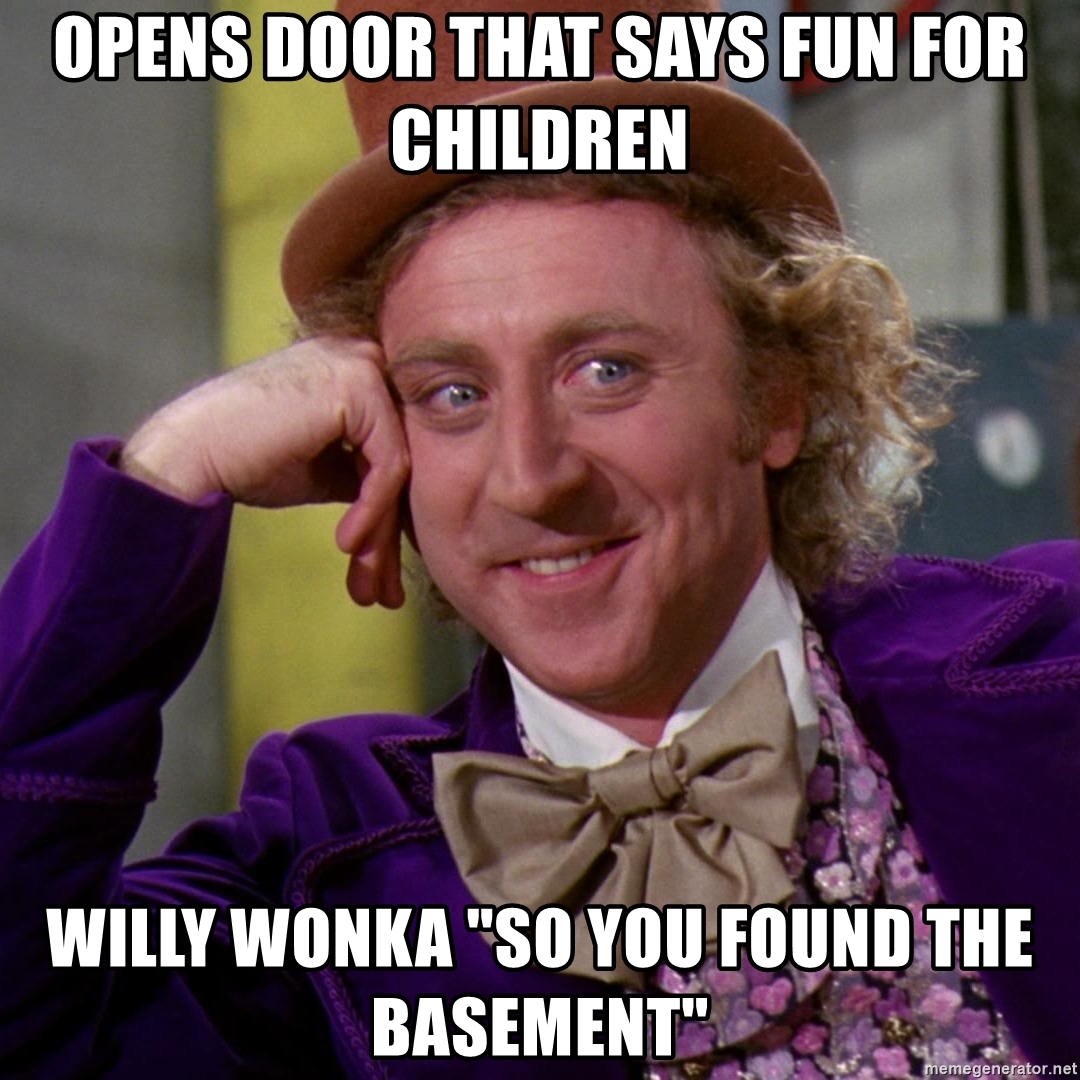 OPENS DOOR THAT SAYS FUN FOR
CHILDREN
WILLY WONKA "SO YOU FOUND THE
BASEMENT"
memegenerator.net